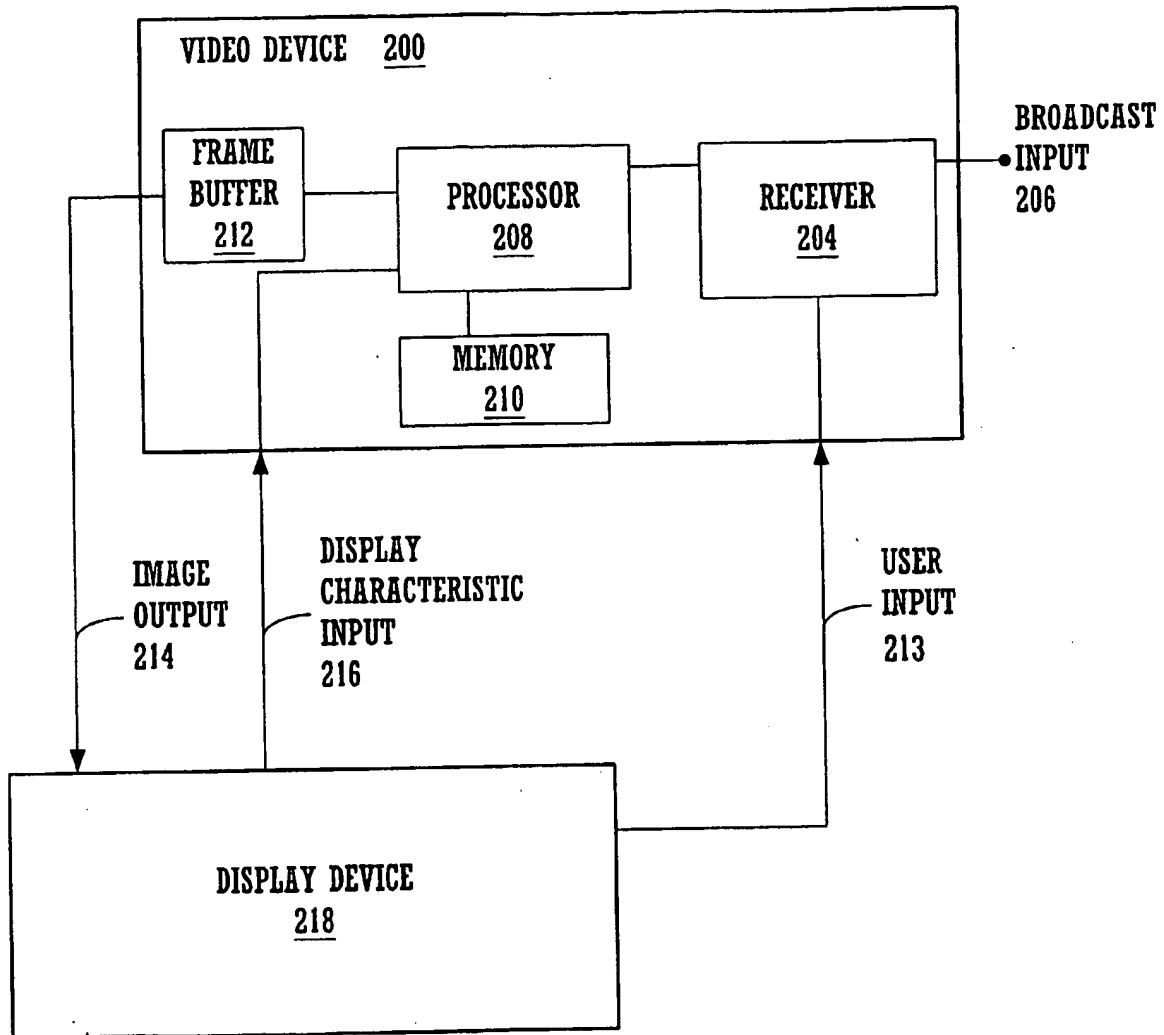 VIDEO DEVICE 200
FRAME
BUFFER
212
PROCESSOR
208
RECEIVER
204
BROADCAST
INPUT
206
MEMORY
210
IMAGE
OUTPUT
214
DISPLAY
CHARACTERISTIC
INPUT
216
USER
INPUT
213
DISPLAY DEVICE
218